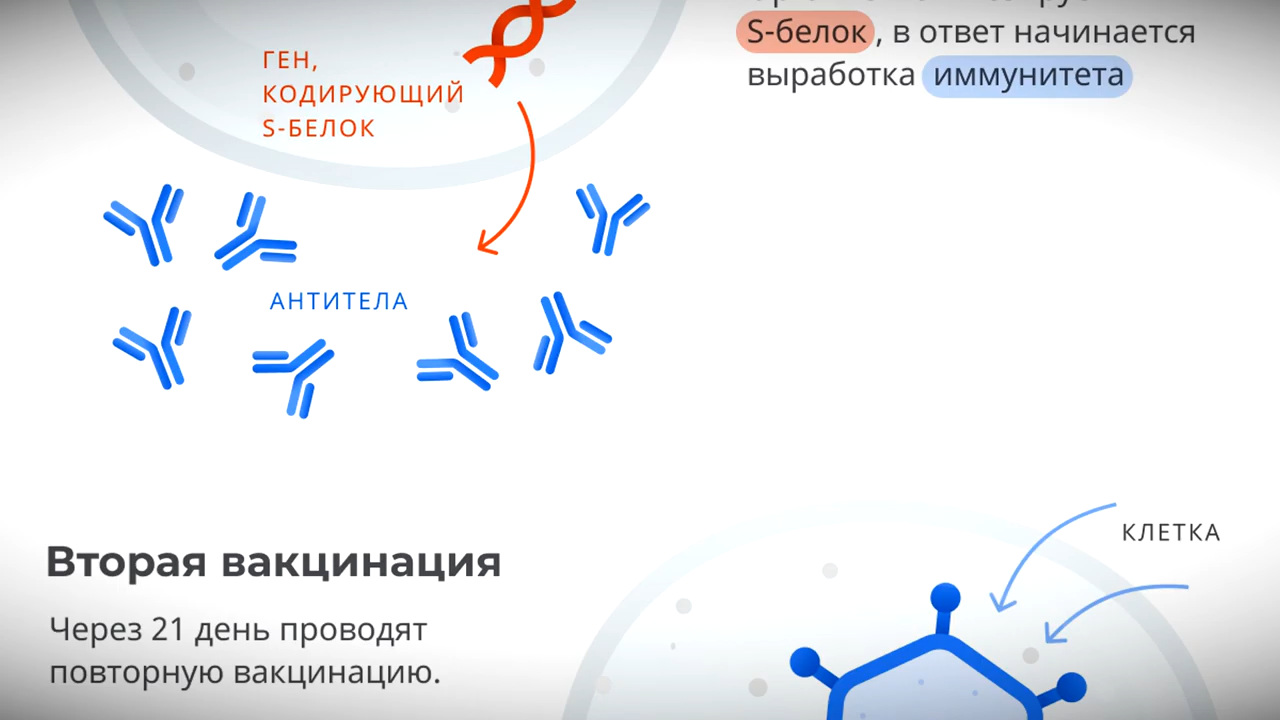 S-белок, в ответ начинается
выработка иммунитета
ГЕН,
КОДИРУЮЩИЙ
S-БЕЛОК
АНТИТЕЛА
КЛЕТКА
Вторая вакцинация
Через 21 день проводят
повторную вакцинацию.